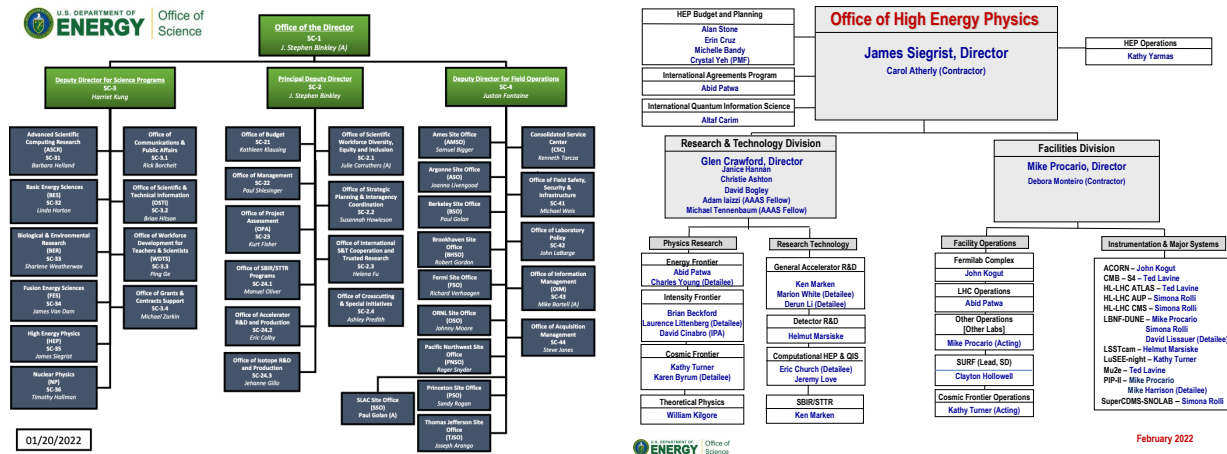 U.S. DEPARTMENT OF
ENERGY
Office of
Science
Office of the Director
SC-1
J. Stephen Binkley (A)
Deputy Director for Science Programs
SC-3
Harriet Kung
Principal Deputy Director
SC-2
J. Stephen Binkley
Deputy Director for Field Operations
SC-4
Juston Fontaine
Advanced Scientific
Computing Research
(ASCR)
SC-31
Barbara Helland
Basic Energy Sciences
(BES)
SC-32
Linda Horton
Biological & Environmental
Research
(BER)
SC-33
Sharlene Weatherwax
Fusion Energy Sciences
(FES)
SC-34
James Van Dam
High Energy Physics
(HEP)
SC-35
James Siegrist
Nuclear Physics
(NP)
SC-36
Timothy Hallman
Office of
Communications &
Public Affairs
SC-3.1
Rick Borchelt
Office of Scientific &
Technical Information
(OSTI)
SC-3.2
Brian Hitson
Office of Workforce
Development for
Teachers & Scientists
(WDTS)
SC-3.3
Ping Ge
Office of Grants &
Contracts Support
SC-3.4
Michael Zarkin
Office of Budget
SC-21
Kathleen Klausing
Office of Management
SC-22
Paul Shlesinger
Office of Project
Assessment
(OPA)
SC-23
Kurt Fisher
Office of SBIR/STTR
Programs
SC-24.1
Manuel Oliver
Office of Accelerator
R&D and Production
SC-24.2
Eric Colby
Office of Isotope R&D
and Production
SC-24.3
Jehanne Gillo
Office of Scientific
Workforce Diversity,
Equity and Inclusion
SC-2.1
Julie Carruthers (A)
Office of Strategic
Planning & Interagency
Coordination
SC-2.2
Susannah Howieson
Office of International
S&T Cooperation and
Trusted Research
SC-2.3
Helena Fu
Office of Crosscutting
& Special Initiatives
SC-2.4
Ashley Predith
Ames Site Office
(AMSO)
Samuel Bigger
Argonne Site Office
(ASO)
Joanna Livengood
Berkeley Site Office
(BSO)
Paul Golan
Brookhaven Site
Office
(BHSO)
Robert Gordon
Fermi Site Office
(FSO)
Richard Verhaagen
ORNL Site Office
(OSO)
Johnny Moore
Pacific Northwest Site
Office
(PNSO)
Roger Snyder
Princeton Site Office
(PSO)
Sandy Rogan
SLAC Site Office
(SSO)
Paul Golan (A)
Thomas Jefferson Site
Office
(TJSO)
Joseph Arango
Consolidated Service
Center
(CSC)
Kenneth Tarcza
Office of Field Safety,
Security &
Infrastructure
SC-41
Michael Weis
Office of Laboratory
Policy
SC-42
John LaBarge
Office of Information
Management
(OIM)
SC-43
Mike Bartell (A)
Office of Acquisition
Management
SC-44
Steve Jones
01/20/2022
HEP Budget and Planning
Alan Stone
Erin Cruz
Michelle Bandy
Crystal Yeh (PMF)
International Agreements Program
Abid Patwa
International Quantum Information Science
Altaf Carim
Office of High Energy Physics
James Siegrist, Director
Carol Atherly (Contractor)
HEP Operations
Kathy Yarmas
Research & Technology Division
Glen Crawford, Director
Janice Hannan
Christie Ashton
David Bogley
Adam Iaizzi (AAAS Fellow)
Michael Tennenbaum (AAAS Fellow)
Facilities Division
Mike Procario, Director
Debora Monteiro (Contractor)
Physics Research
Energy Frontier
Abid Patwa
Charles Young (Detailee)
Intensity Frontier
Brian Beckford
Laurence Littenberg (Detailee)
David Cinabro (IPA)
Cosmic Frontier
Kathy Turner
Karen Byrum (Detailee)
Theoretical Physics
William Kilgore
Research Technology
General Accelerator R&D
Ken Marken
Marion White (Detailee)
Derun Li (Detailee)
Detector R&D
Helmut Marsiske
Computational HEP & QIS
Eric Church (Detailee)
Jeremy Love
SBIR/STTR
Ken Marken
Facility Operations
Fermilab Complex
John Kogut
LHC Operations
Abid Patwa
Other Operations
[Other Labs]
Mike Procario (Acting)
SURF (Lead, SD)
Clayton Hollowell
Cosmic Frontier Operations
Kathy Turner (Acting)
Instrumentation & Major Systems
ACORN – John Kogut
CMB – S4 – Ted Lavine
HL-LHC ATLAS – Ted Lavine
HL-LHC AUP – Simona Rolli
HL-LHC CMS – Simona Rolli
LBNF-DUNE – Mike Procario
Simona Rolli
David Lissauer (Detailee)
LSSTcam – Helmut Marsiske
LuSEE-night – Kathy Turner
Mu2e – Ted Lavine
PIP-II – Mike Procario
Mike Harrison (Detailee)
SuperCDMS-SNOLAB – Simona Rolli
U.S. DEPARTMENT OF
ENERGY
Office of
Science
February 2022